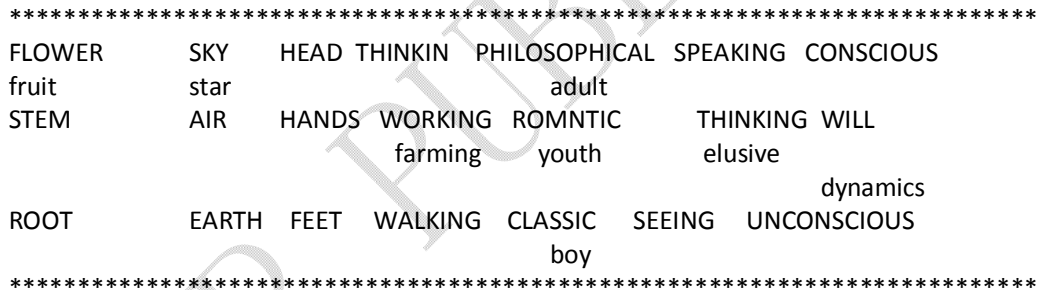 ******************************************************************************
FLOWER SKY HEAD THINKIN PHILOSOPHICAL SPEAKING CONSCIOUS
fruit star adult
STEM AIR HANDS WORKING ROMNTIC THINKING WILL
farming youth elusive
dynamics
ROOT EARTH FEET WALKING CLASSIC SEEING UNCONSCIOUS
boy
******************************************************************************